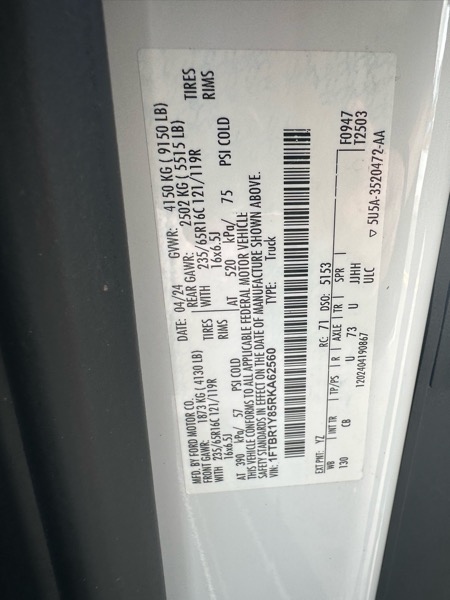 MFD. BY FORD MOTOR CO. DATE: 04/24 GVWR: 4150 KG ( 9150 LB)
FRONT GAWR: 1873 KG ( 4130 LB) REAR GAWR: 2502 KG ( 5515 LB)
WITH 235/65R16C 121/119R TIRES WITH 235/65R16C 121/119R TIRES
16x6.5J RIMS 16x6.5J RIMS
AT 390 kPa/ 57 PSI COLD AT 520 kPa/ 75 PSI COLD
THIS VEHICLE CONFORMS TO ALL APPLICABLE FEDERAL MOTOR VEHICLE
SAFETY STANDARDS IN EFFECT ON THE DATE OF MANUFACTURE SHOWN ABOVE.
VIN: 1FTBR1Y85RKA62560 TYPE: Truck
F0947
T2503
EXT PNT: YZ RC: 71 DSO: 5153
WB INT TR TP/PS R AXLE TR SPR
130 CB U 73 U JJHH
ULC
1202404190867
▽ 5U5A-3520472-AA